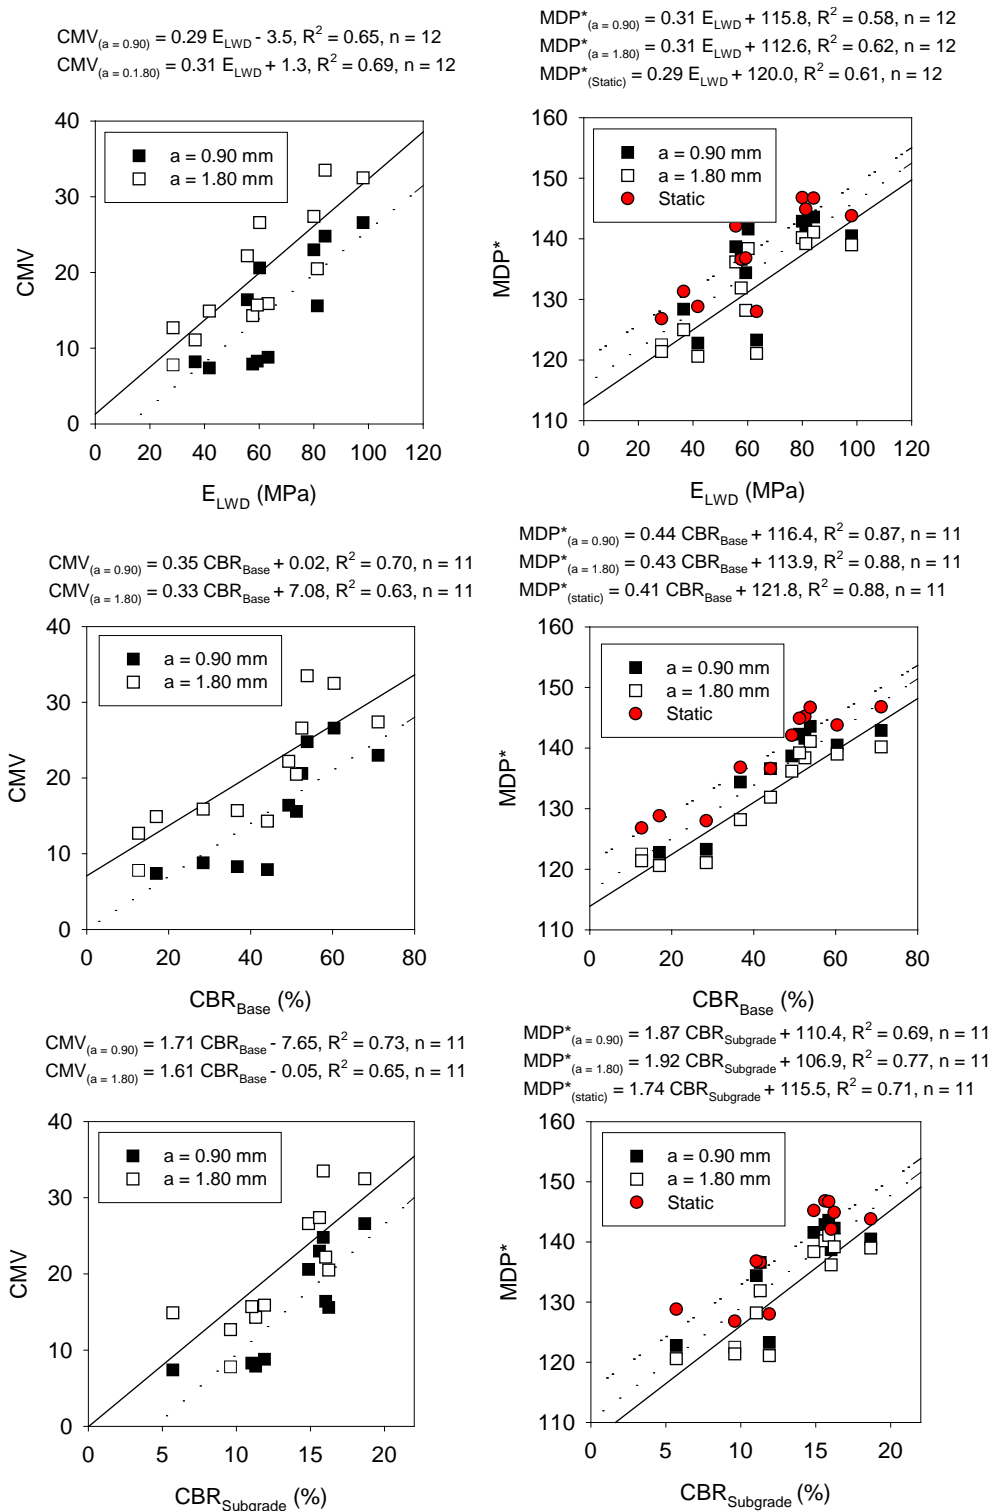 CMV(a = 0.90) = 0.29 ELWD - 3.5, R2 = 0.65, n = 12
CMV(a = 0.1.80) = 0.31 ELWD + 1.3, R2 = 0.69, n = 12
40
30
20
10
0
CMV
a = 0.90 mm
a = 1.80 mm
0 20 40 60 80 100 120
ELWD (MPa)
MDP*(a = 0.90) = 0.31 ELWD + 115.8, R2 = 0.58, n = 12
MDP*(a = 1.80) = 0.31 ELWD + 112.6, R2 = 0.62, n = 12
MDP*(Static) = 0.29 ELWD + 120.0, R2 = 0.61, n = 12
160
150
140
130
120
110
MDP*
a = 0.90 mm
a = 1.80 mm
Static
0 20 40 60 80 100 120
ELWD (MPa)
CMV(a = 0.90) = 0.35 CBRBase + 0.02, R2 = 0.70, n = 11
CMV(a = 1.80) = 0.33 CBRBase + 7.08, R2 = 0.63, n = 11
40
30
20
10
0
CMV
a = 0.90 mm
a = 1.80 mm
0 20 40 60 80
CBRBase (%)
MDP*(a = 0.90) = 0.44 CBRBase + 116.4, R2 = 0.87, n = 11
MDP*(a = 1.80) = 0.43 CBRBase + 113.9, R2 = 0.88, n = 11
MDP*(static) = 0.41 CBRBase + 121.8, R2 = 0.88, n = 11
160
150
140
130
120
110
MDP*
a = 0.90 mm
a = 1.80 mm
Static
0 20 40 60 80
CBRBase (%)
CMV(a = 0.90) = 1.71 CBRBase - 7.65, R2 = 0.73, n = 11
CMV(a = 1.80) = 1.61 CBRBase - 0.05, R2 = 0.65, n = 11
40
30
20
10
0
CMV
a = 0.90 mm
a = 1.80 mm
0 5 10 15 20
CBRSubgrade (%)
MDP*(a = 0.90) = 1.87 CBRSubgrade + 110.4, R2 = 0.69, n = 11
MDP*(a = 1.80) = 1.92 CBRSubgrade + 106.9, R2 = 0.77, n = 11
MDP*(static) = 1.74 CBRSubgrade + 115.5, R2 = 0.71, n = 11
160
150
140
130
120
110
MDP*
a = 0.90 mm
a = 1.80 mm
Static
0 5 10 15 20
CBRSubgrade (%)